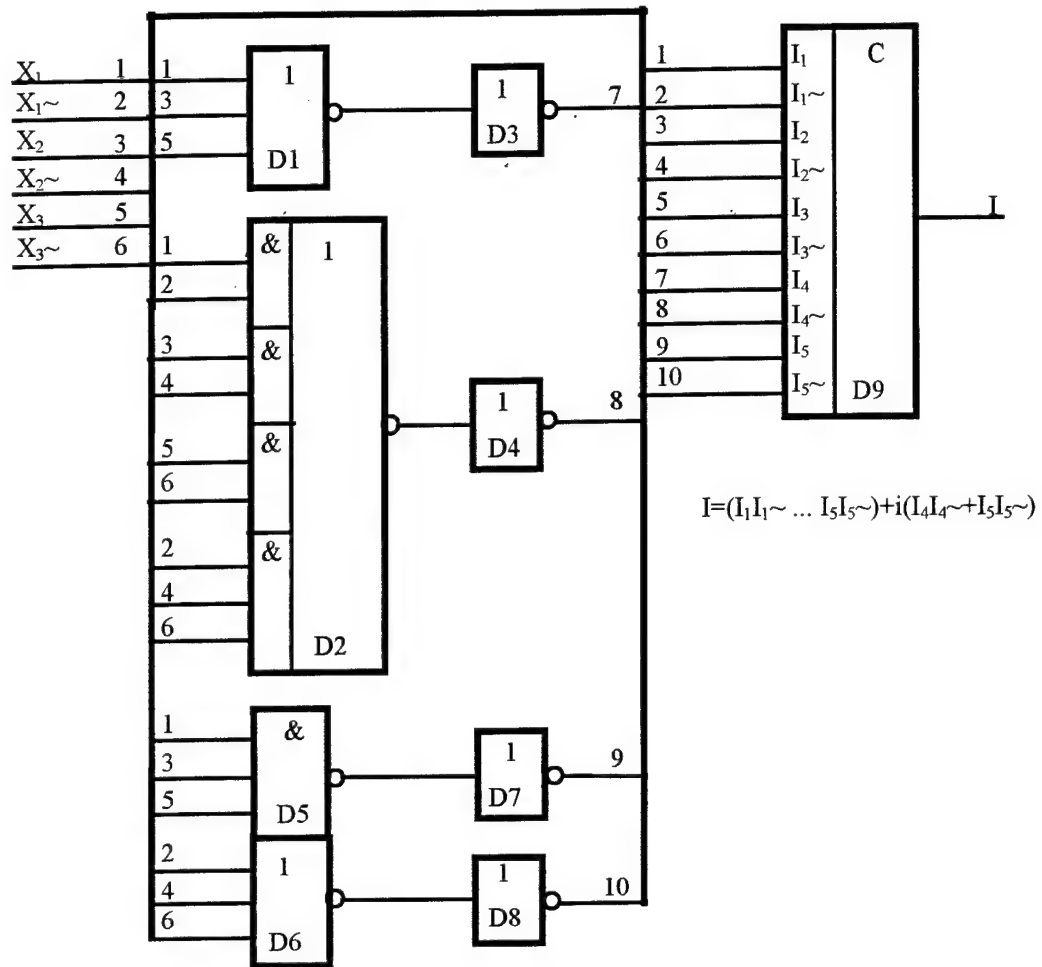 X₁ 1 1
X₁~ 2 3
X₂ 3 5
X₂~ 4
X₃ 5
X₃~ 6
1
D1
1
D3
7
1
2
3
4
5
6
7
8
9
10
I₁
I₁~
I₂
I₂~
I₃
I₃~
I₄
I₄~
I₅
I₅~
C
D9
I
1
2
3
4
5
6
2
4
6
&
&
&
&
1
D2
1
D4
8
I=(I₁I₁~ ... I₅I₅~)+i(I₄I₄~+I₅I₅~)
1
3
5
&
D5
1
D7
9
2
4
6
1
D6
1
D8
10